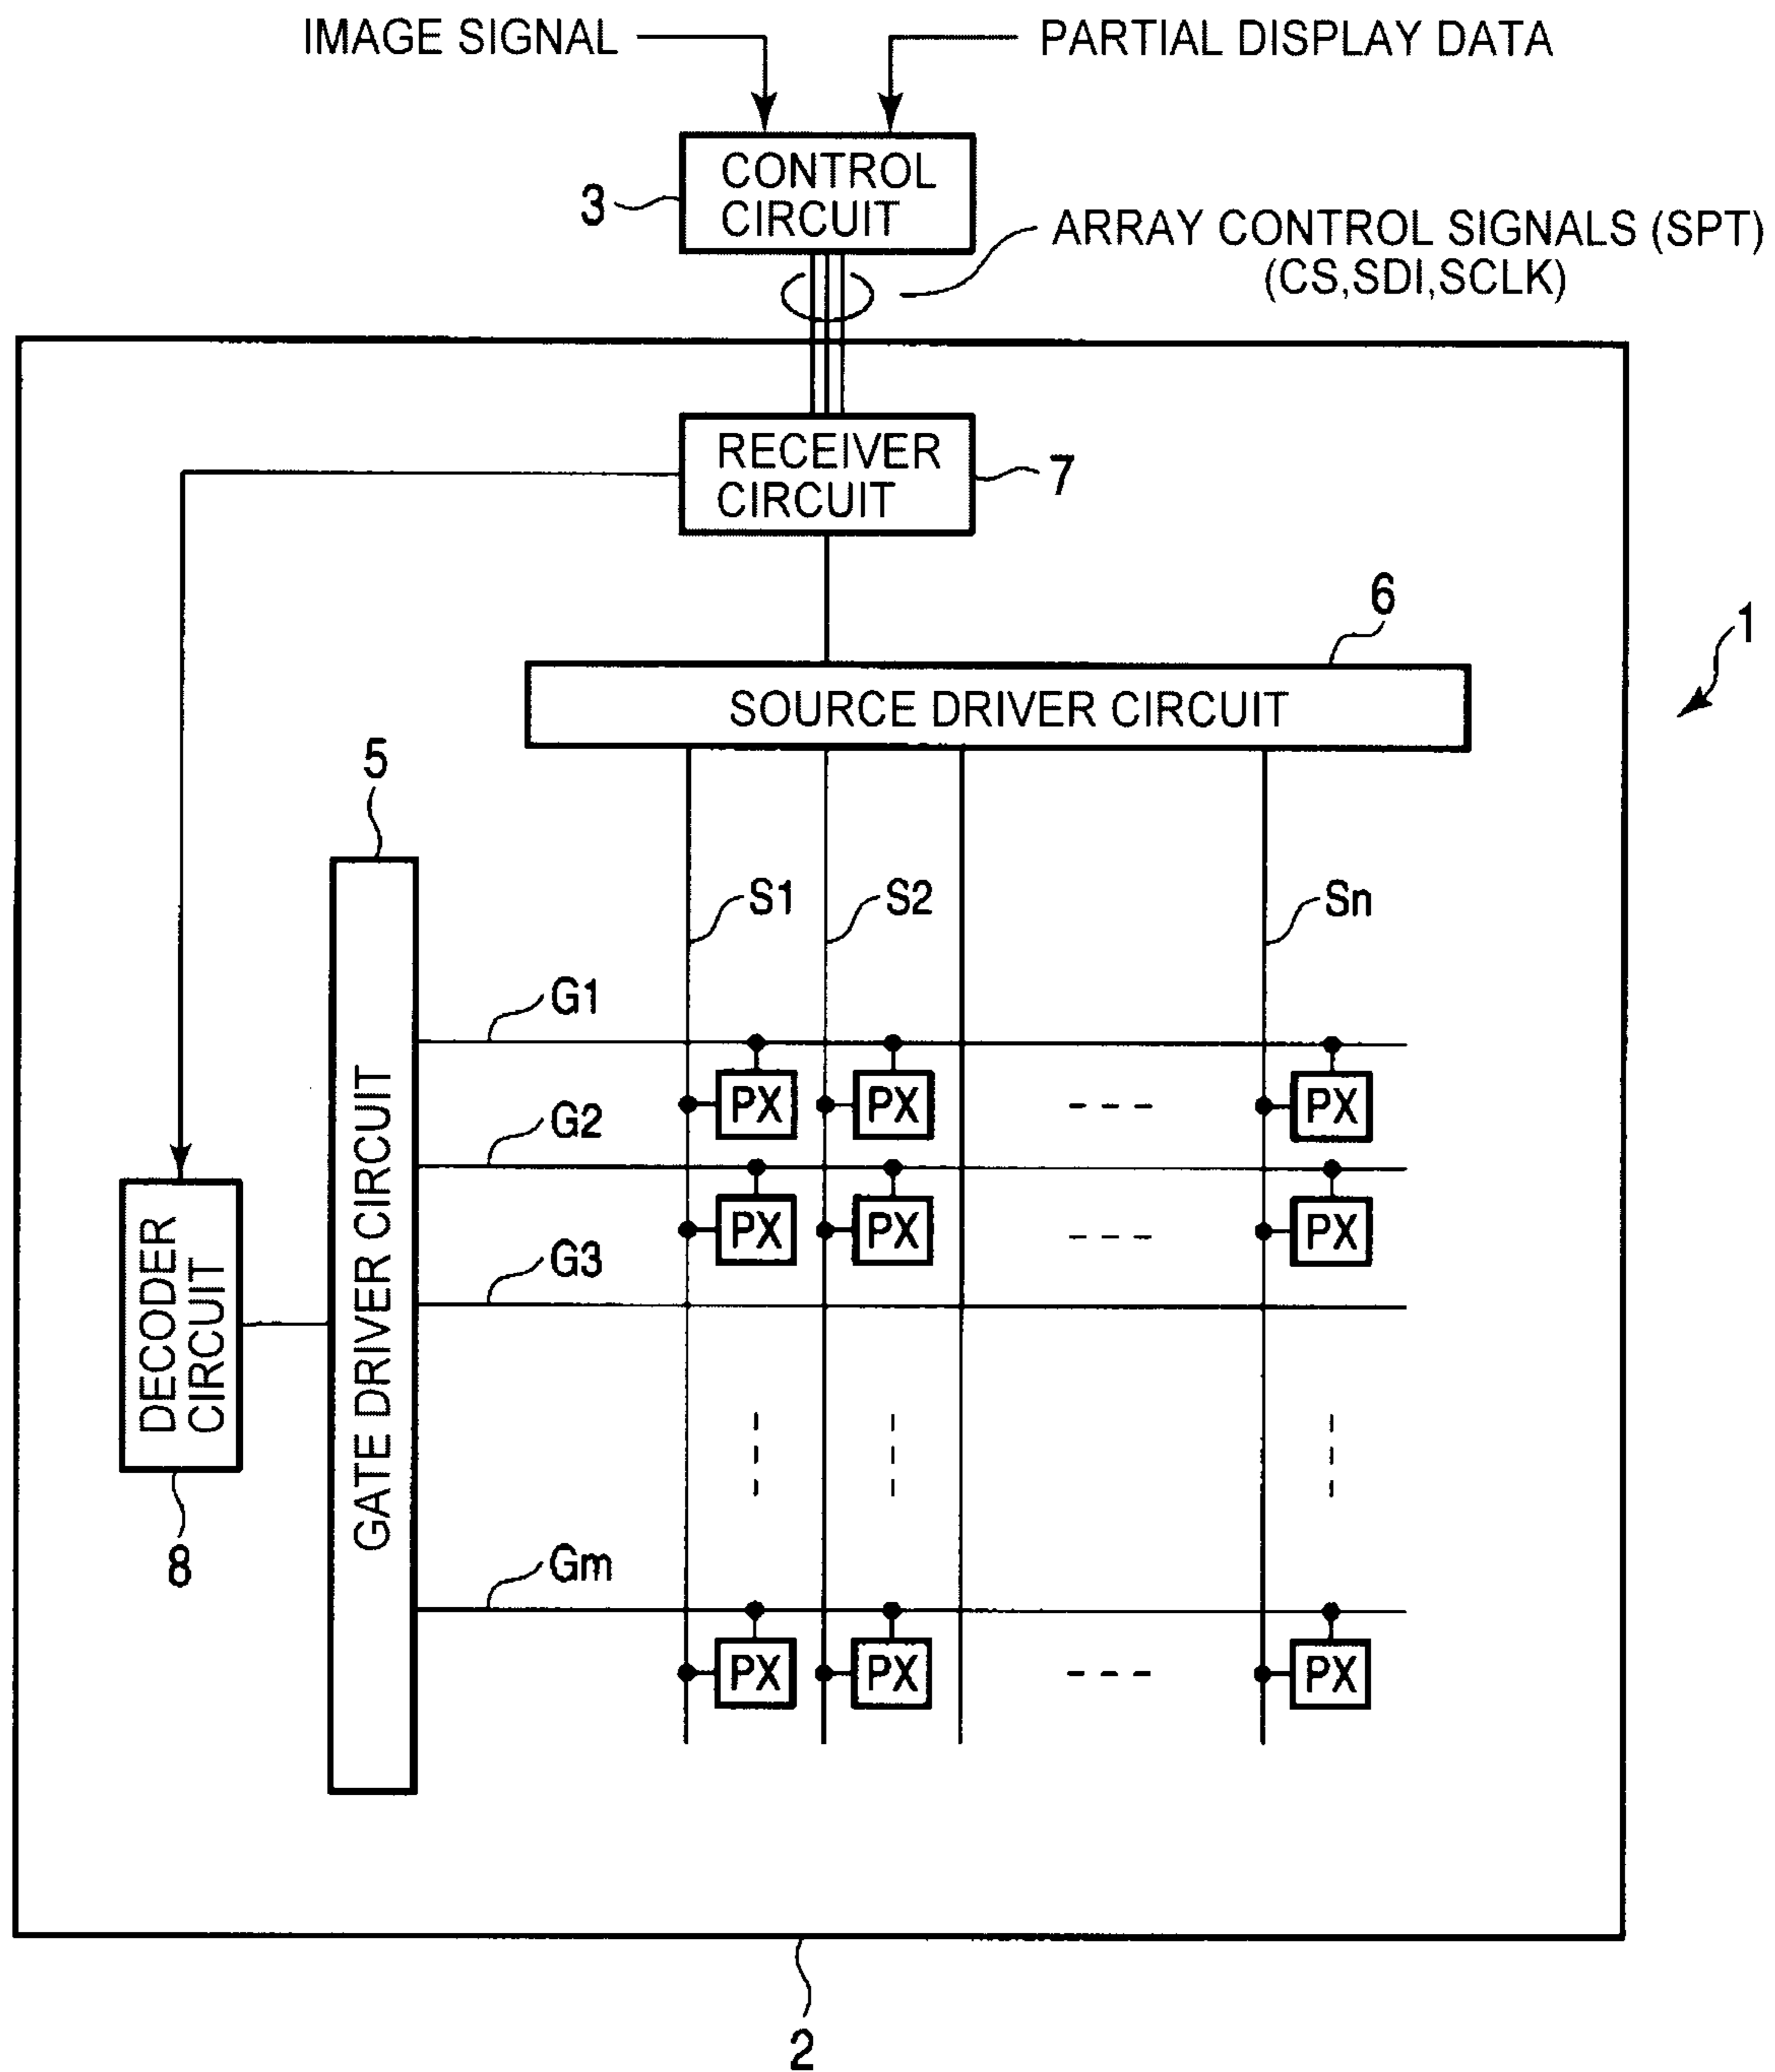 IMAGE SIGNAL
PARTIAL DISPLAY DATA
CONTROL
CIRCUIT
3
ARRAY CONTROL SIGNALS (SPT)
(CS,SDI,SCLK)
RECEIVER
CIRCUIT
7
6
1
SOURCE DRIVER CIRCUIT
5
S1
S2
Sn
G1
PX
PX
--- 
PX
G2
PX
PX
---
PX
G3
DECODER
CIRCUIT
GATE DRIVER CIRCUIT
8
Gm
PX
PX
---
PX
2